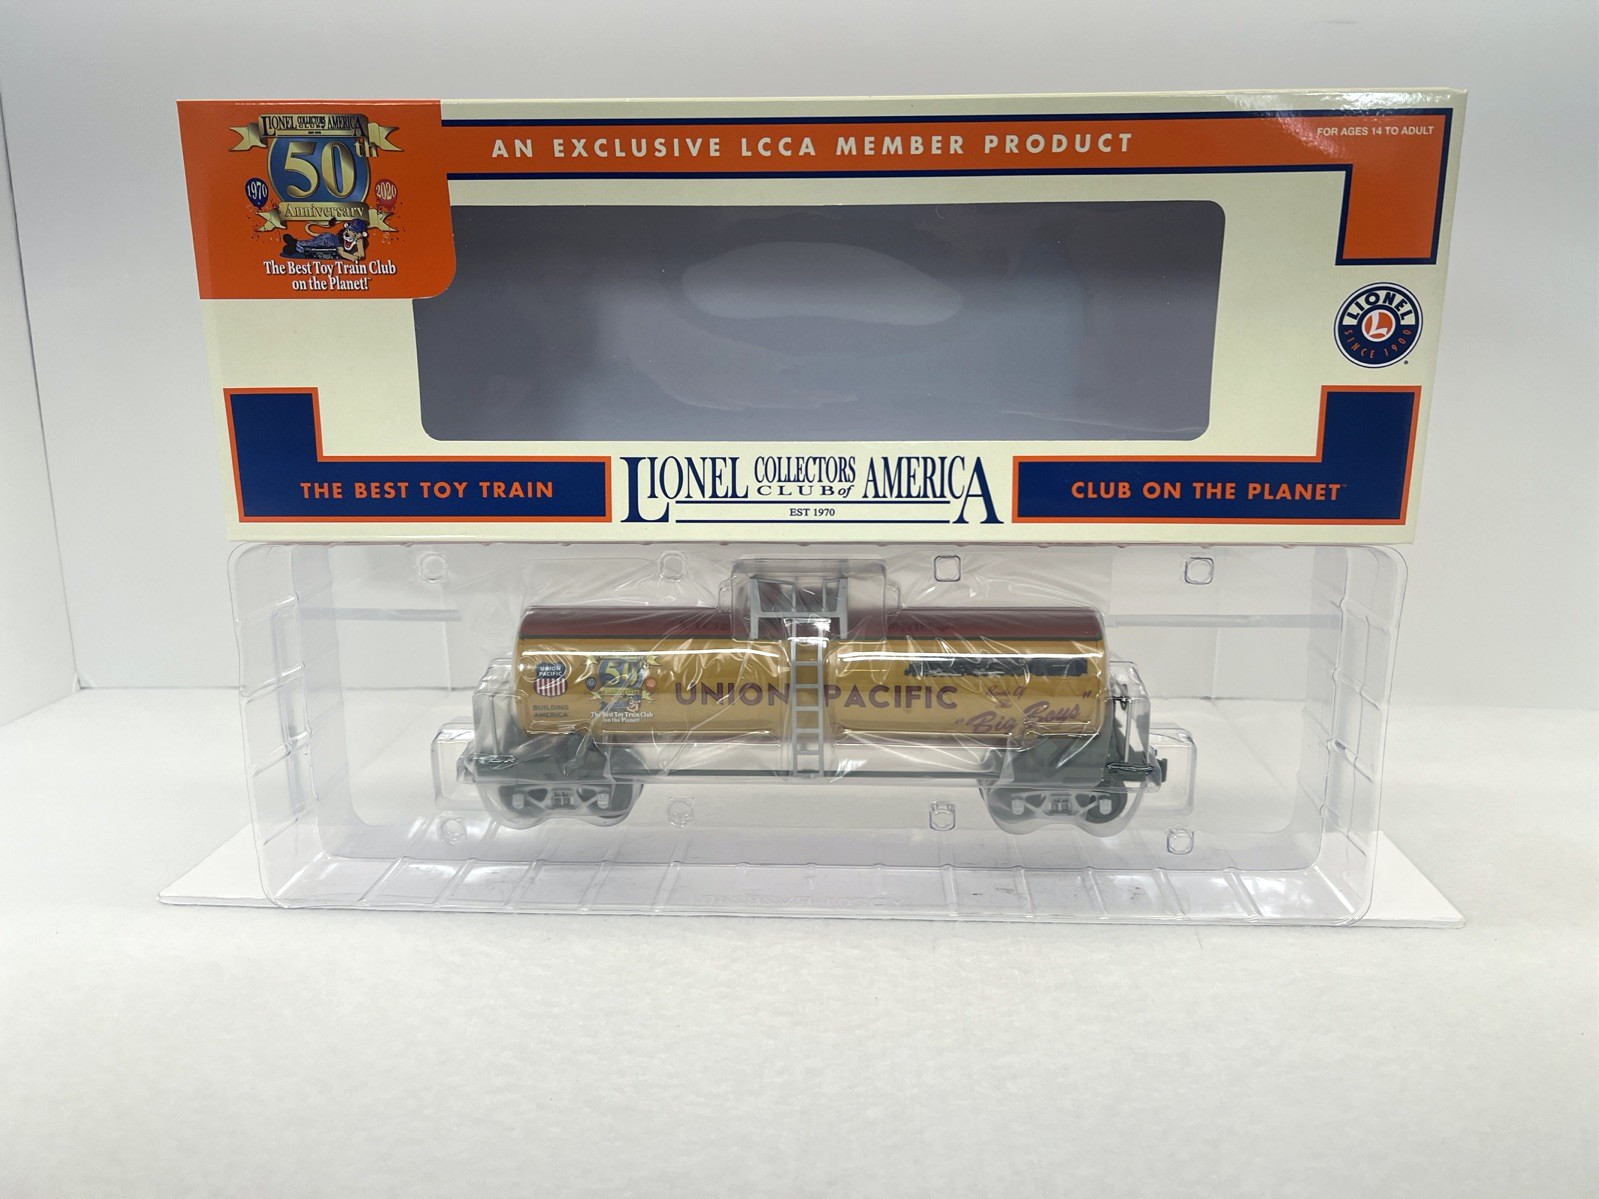 LIONEL COLLECTORS CLUB of AMERICA
50th
1970
2020
Anniversary
The Best Toy Train Club
on the Planet!™
AN EXCLUSIVE LCCA MEMBER PRODUCT
FOR AGES 14 TO ADULT
LIONEL
L
SINCE 1900
THE BEST TOY TRAIN
LIONEL COLLECTORS CLUB of AMERICA
EST 1970
CLUB ON THE PLANET™
UNION
PACIFIC
BUILDING
AMERICA
50th
The Best Toy Train Club
on the Planet!
UNION PACIFIC
"Big Boys"